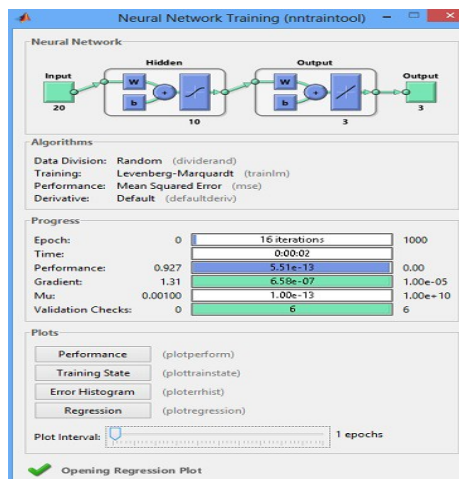 Neural Network Training (nntraintool)
Neural Network
Hidden Output
Input Output
W W
b b
+ +
20 10 3 3
Algorithms
Data Division: Random (dividerand)
Training: Levenberg-Marquardt (trainlm)
Performance: Mean Squared Error (mse)
Derivative: Default (defaultderiv)
Progress
Epoch: 0 16 iterations 1000
Time: 0:00:02
Performance: 0.927 5.51e-13 0.00
Gradient: 1.31 6.58e-07 1.00e-05
Mu: 0.00100 1.00e-13 1.00e+10
Validation Checks: 0 6 6
Plots
Performance (plotperform)
Training State (plottrainstate)
Error Histogram (ploterrhist)
Regression (plotregression)
Plot Interval: 1 epochs
Opening Regression Plot